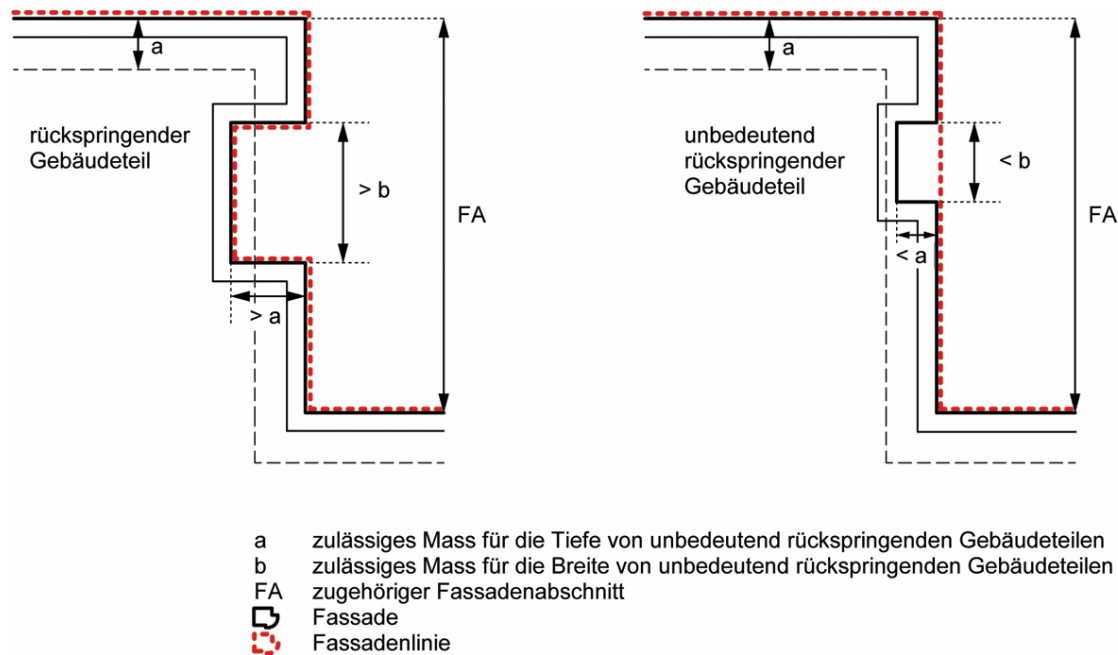 a
rückspringender
Gebäudeteil
> b
FA
> a
a
unbedeutend
rückspringender
Gebäudeteil
< b
FA
< a
a zulässiges Mass für die Tiefe von unbedeutend rückspringenden Gebäudeteilen
b zulässiges Mass für die Breite von unbedeutend rückspringenden Gebäudeteilen
FA zugehöriger Fassadenabschnitt
Fassade
Fassadenlinie